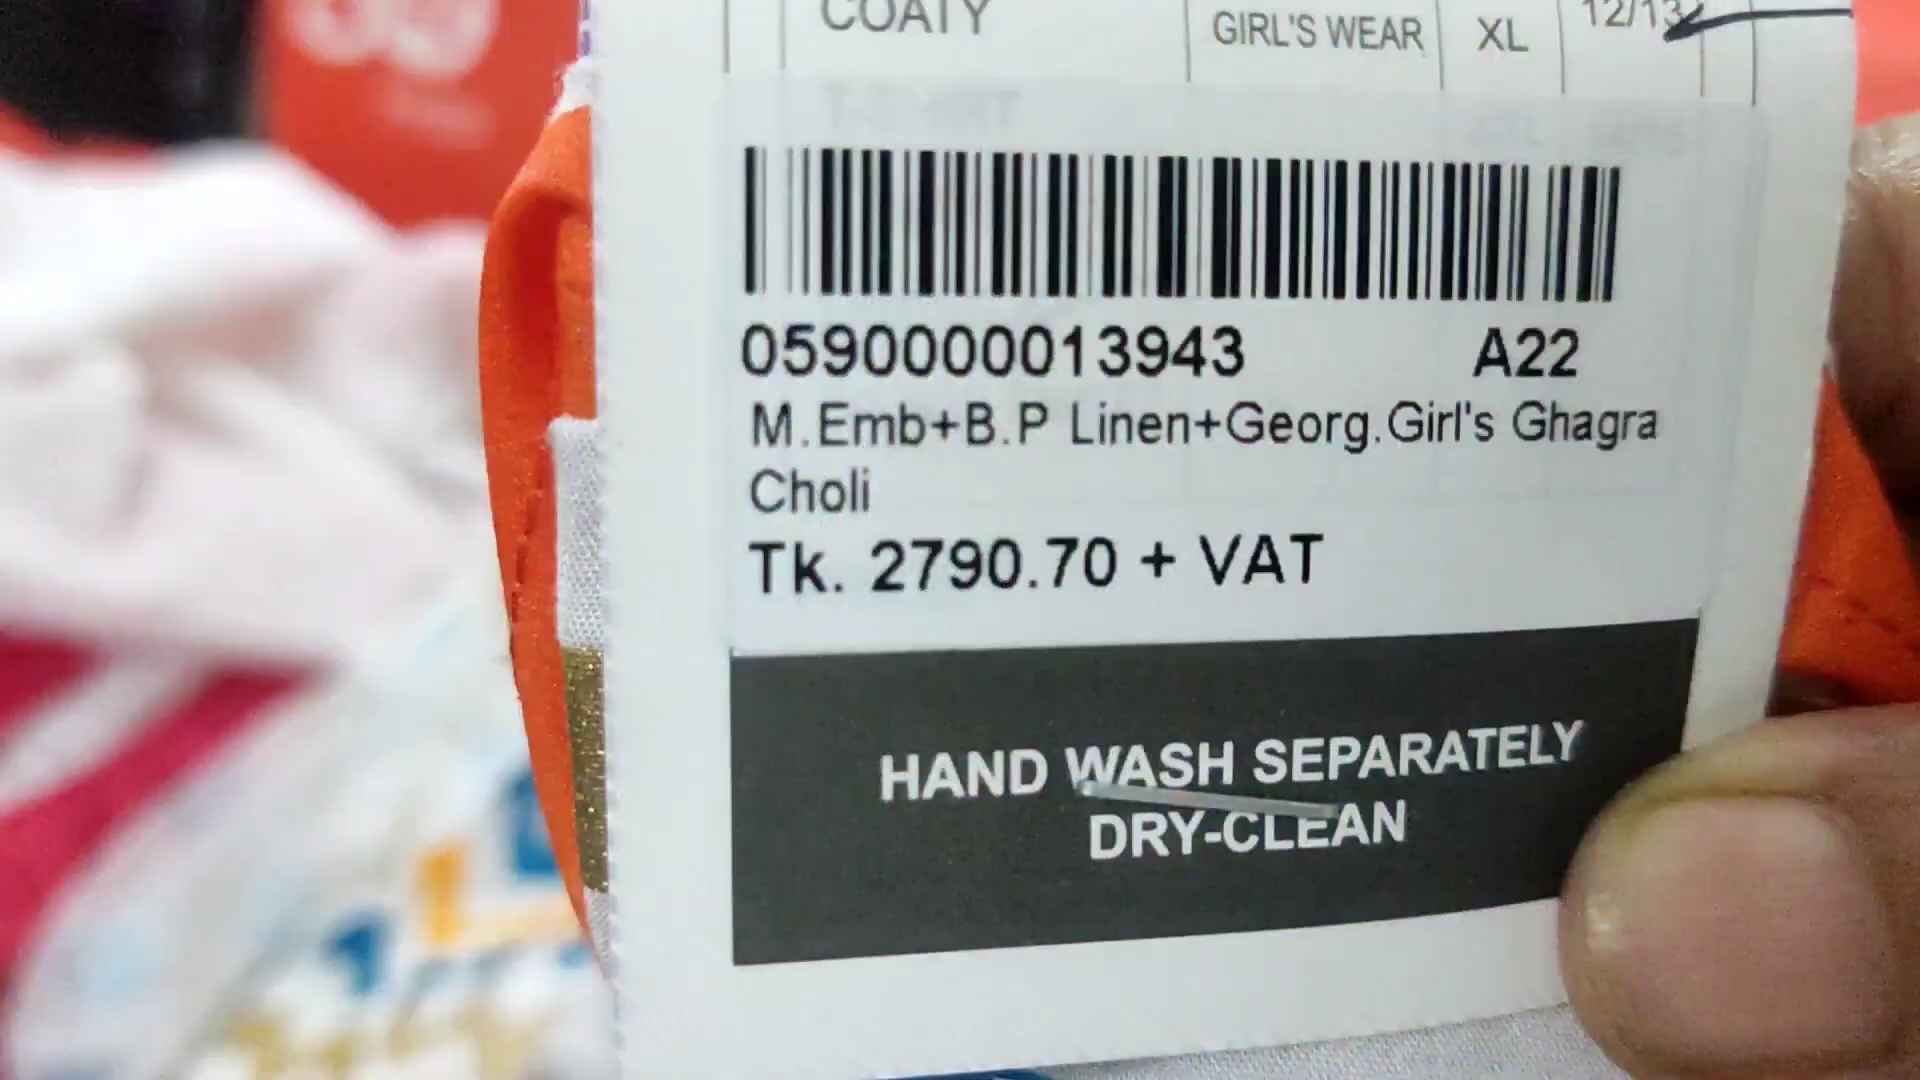 COATY GIRL'S WEAR XL 12/13
T-SHIRT XXL
0590000013943 A22
M.Emb+B.P Linen+Georg.Girl's Ghagra
Choli
Tk. 2790.70 + VAT
HAND WASH SEPARATELY
DRY-CLEAN